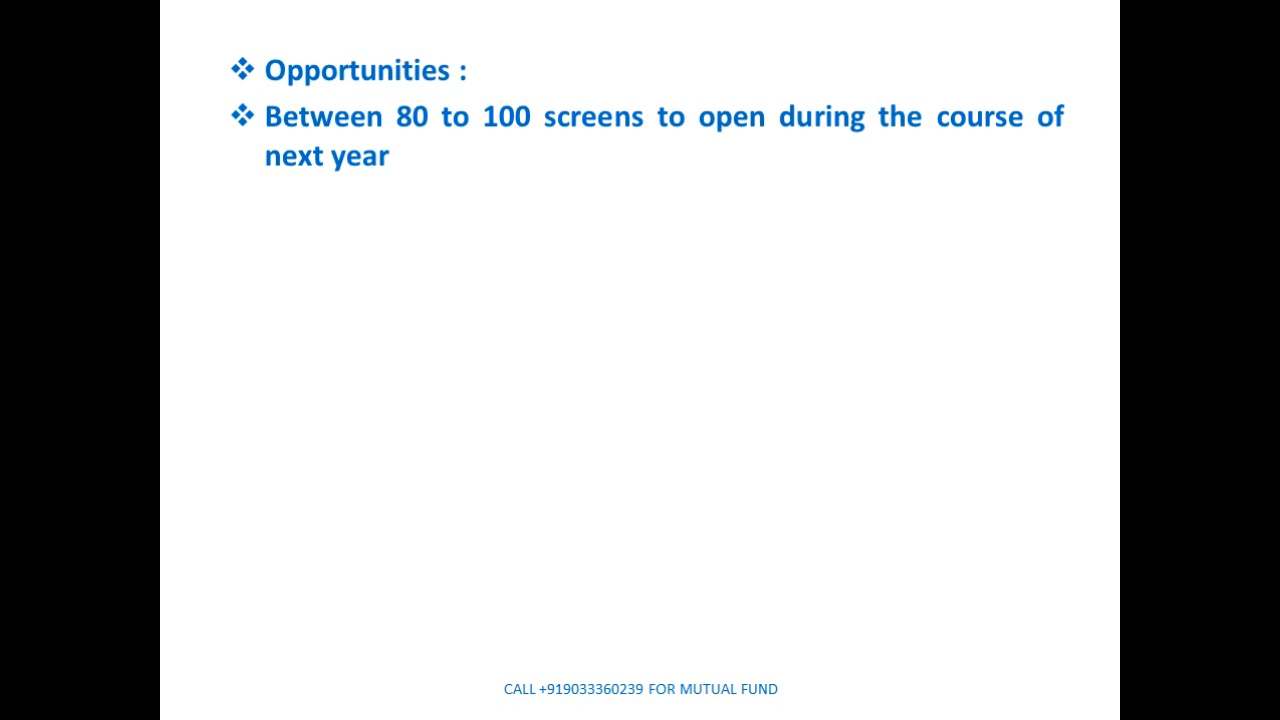 ❖ Opportunities :
❖ Between 80 to 100 screens to open during the course of
next year
CALL +919033360239 FOR MUTUAL FUND